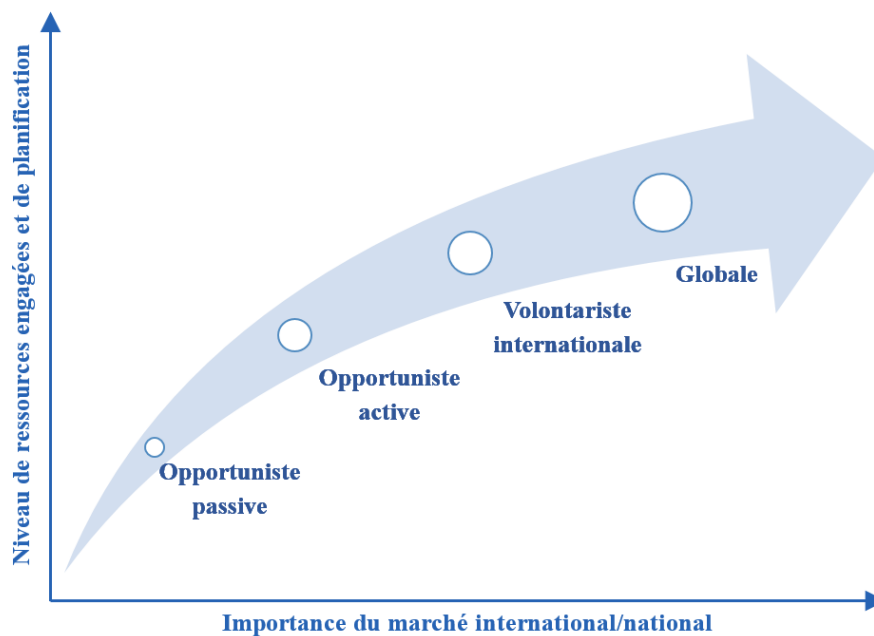 Niveau de ressources engagées et de planification
Globale
Volontariste
internationale
Opportuniste
active
Opportuniste
passive
Importance du marché international/national